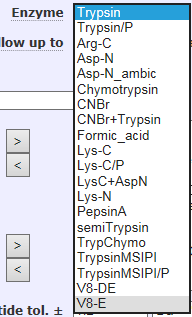 Enzyme
Trypsin
Trypsin/P
llow up to
Arg-C
Asp-N
Asp-N_ambic
Chymotrypsin
CNBr
CNBr+Trypsin
Formic_acid
>
Lys-C
<
Lys-C/P
LysC+AspN
Lys-N
PepsinA
semiTrypsin
>
TrypChymo
<
TrypsinMSIPI
TrypsinMSIPI/P
V8-DE
V8-E
tide tol. ±